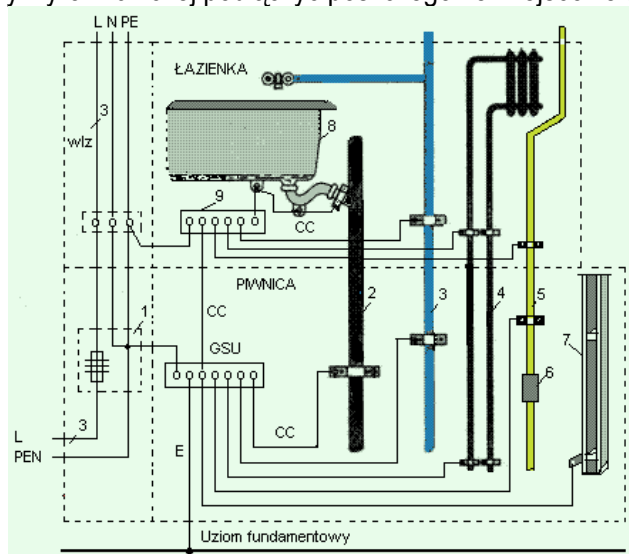 L N PE
ŁAZIENKA
3
wlz
8
9
CC
PIWNICA
1
CC
GSU
2
3
4
5
7
6
L
3
PEN
E
CC
Uziom fundamentowy